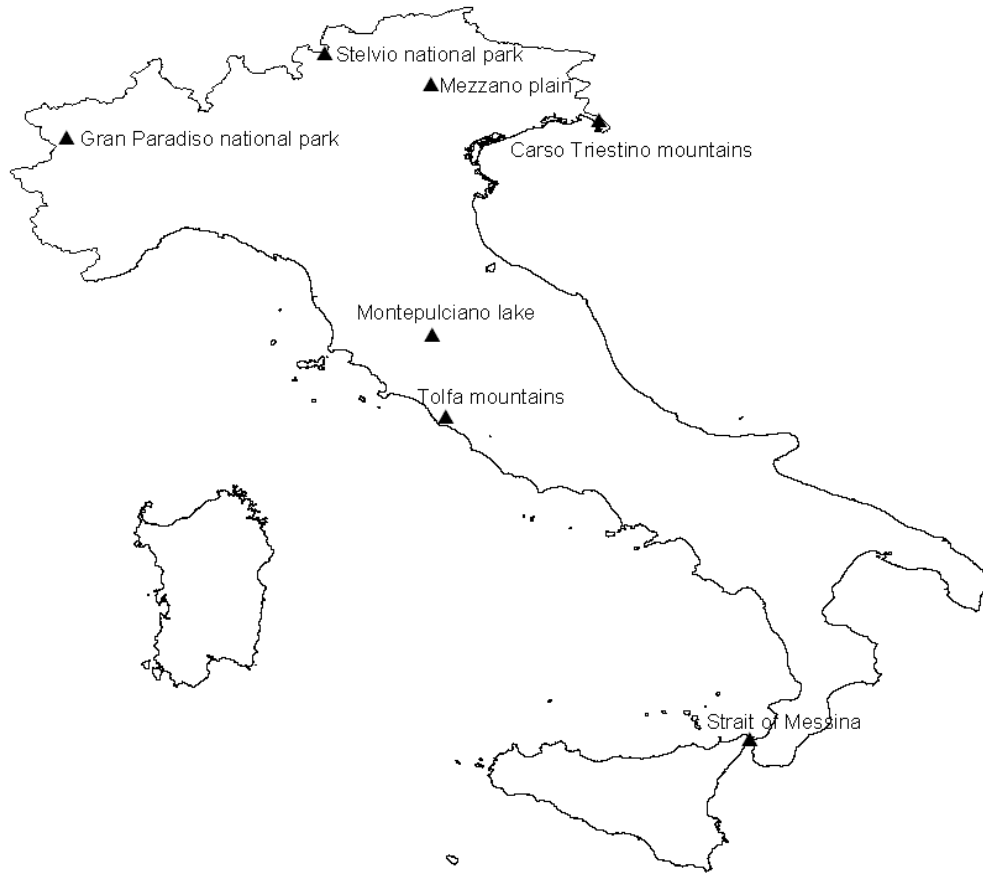 Stelvio national park
Mezzano plain
Gran Paradiso national park
Carso Triestino mountains
Montepulciano lake
Tolfa mountains
Strait of Messina